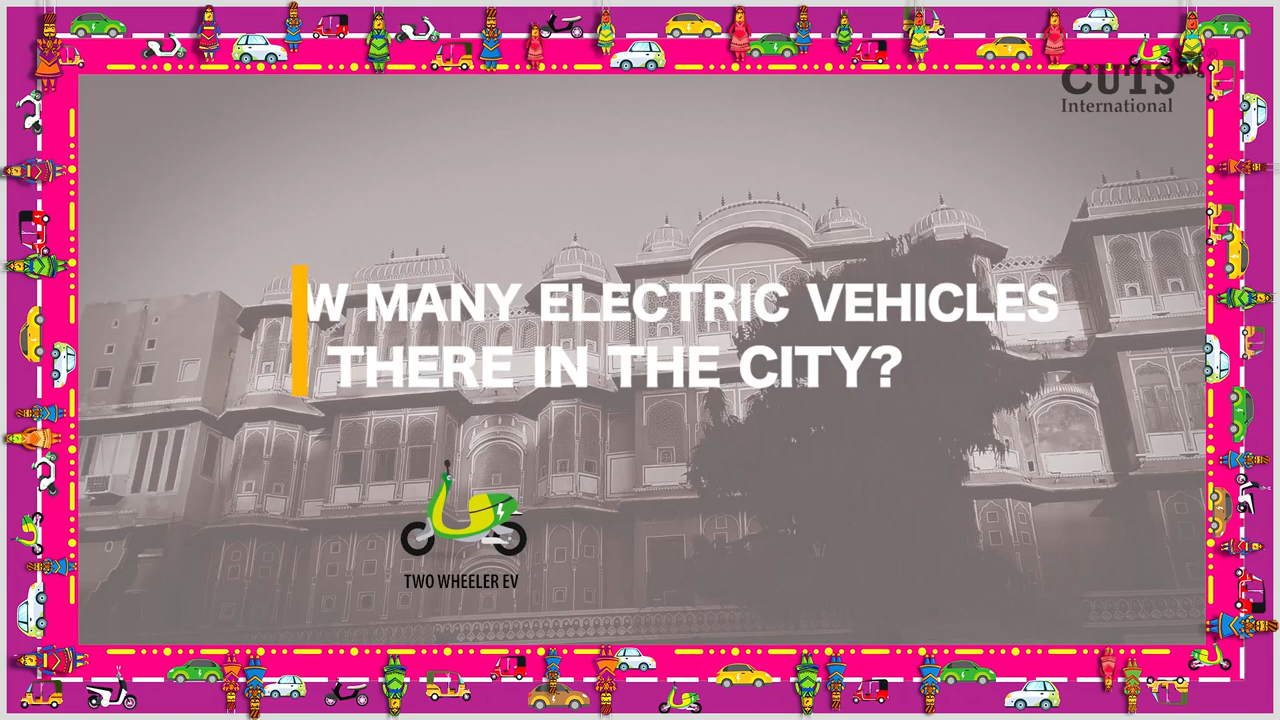 CUTS®
International
W MANY ELECTRIC VEHICLES
THERE IN THE CITY?
TWO WHEELER EV